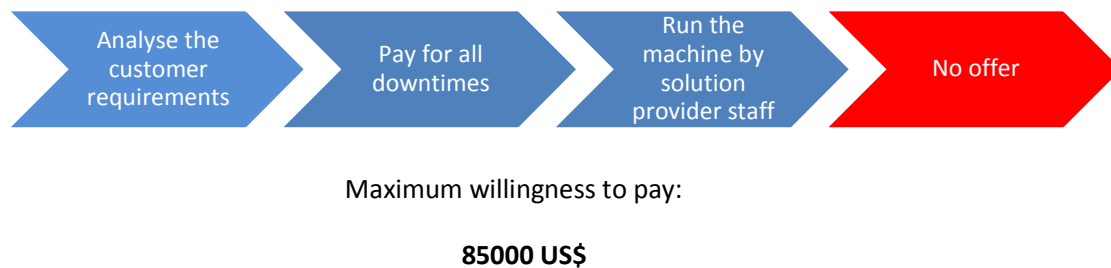 Analyse the
customer
requirements
Pay for all
downtimes
Run the
machine by
solution
provider staff
No offer
Maximum willingness to pay:
85000 US$